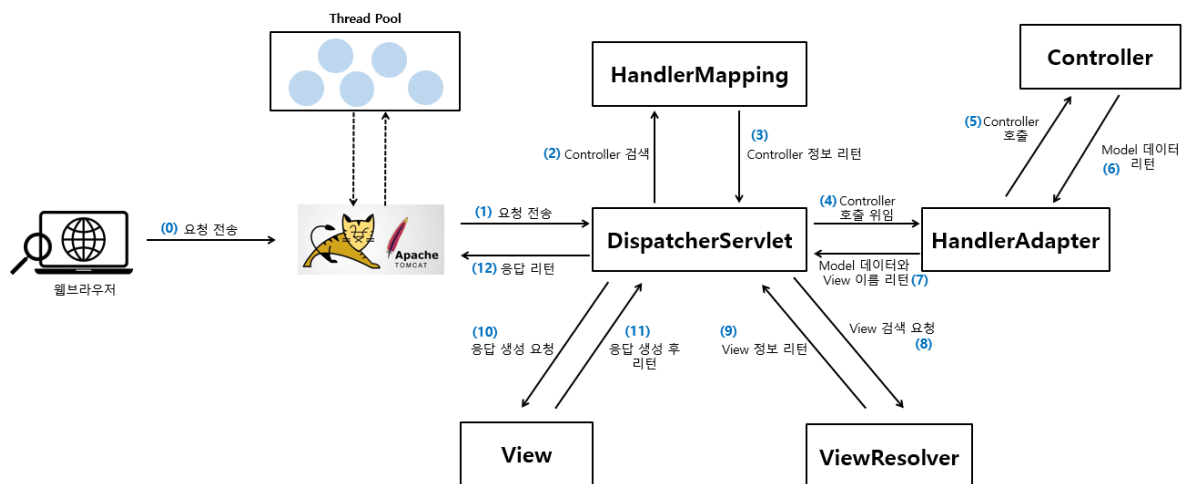 Thread Pool
HandlerMapping
Controller
(5) Controller
호출
Model 데이터
(6) 리턴
(2) Controller 검색
(3)
Controller 정보 리턴
(0) 요청 전송
(1) 요청 전송
(4) Controller
호출 위임
Apache
TOMCAT
DispatcherServlet
HandlerAdapter
(12) 응답 리턴
Model 데이터와
View 이름 리턴 (7)
웹브라우저
(10)
응답 생성 요청
(11)
응답 생성 후
리턴
(9)
View 정보 리턴
View 검색 요청
(8)
View
ViewResolver